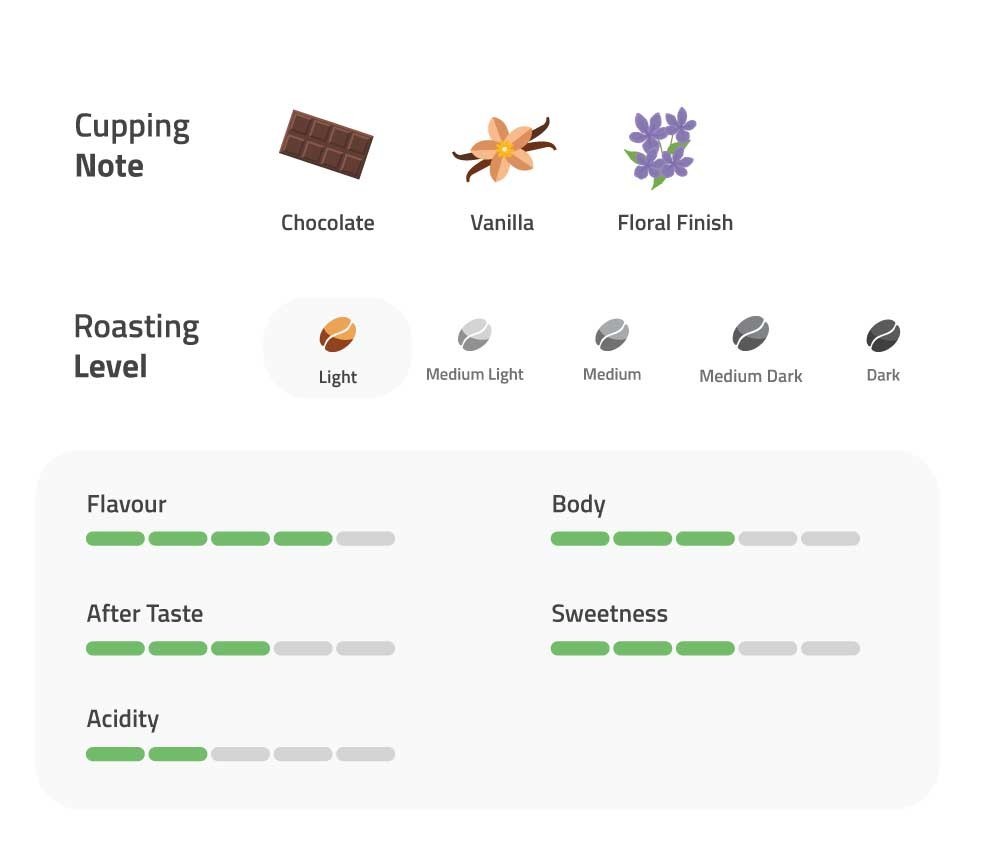 Cupping
Note
Chocolate
Vanilla
Floral Finish
Roasting
Level
Light
Medium Light
Medium
Medium Dark
Dark
Flavour
Body
After Taste
Sweetness
Acidity